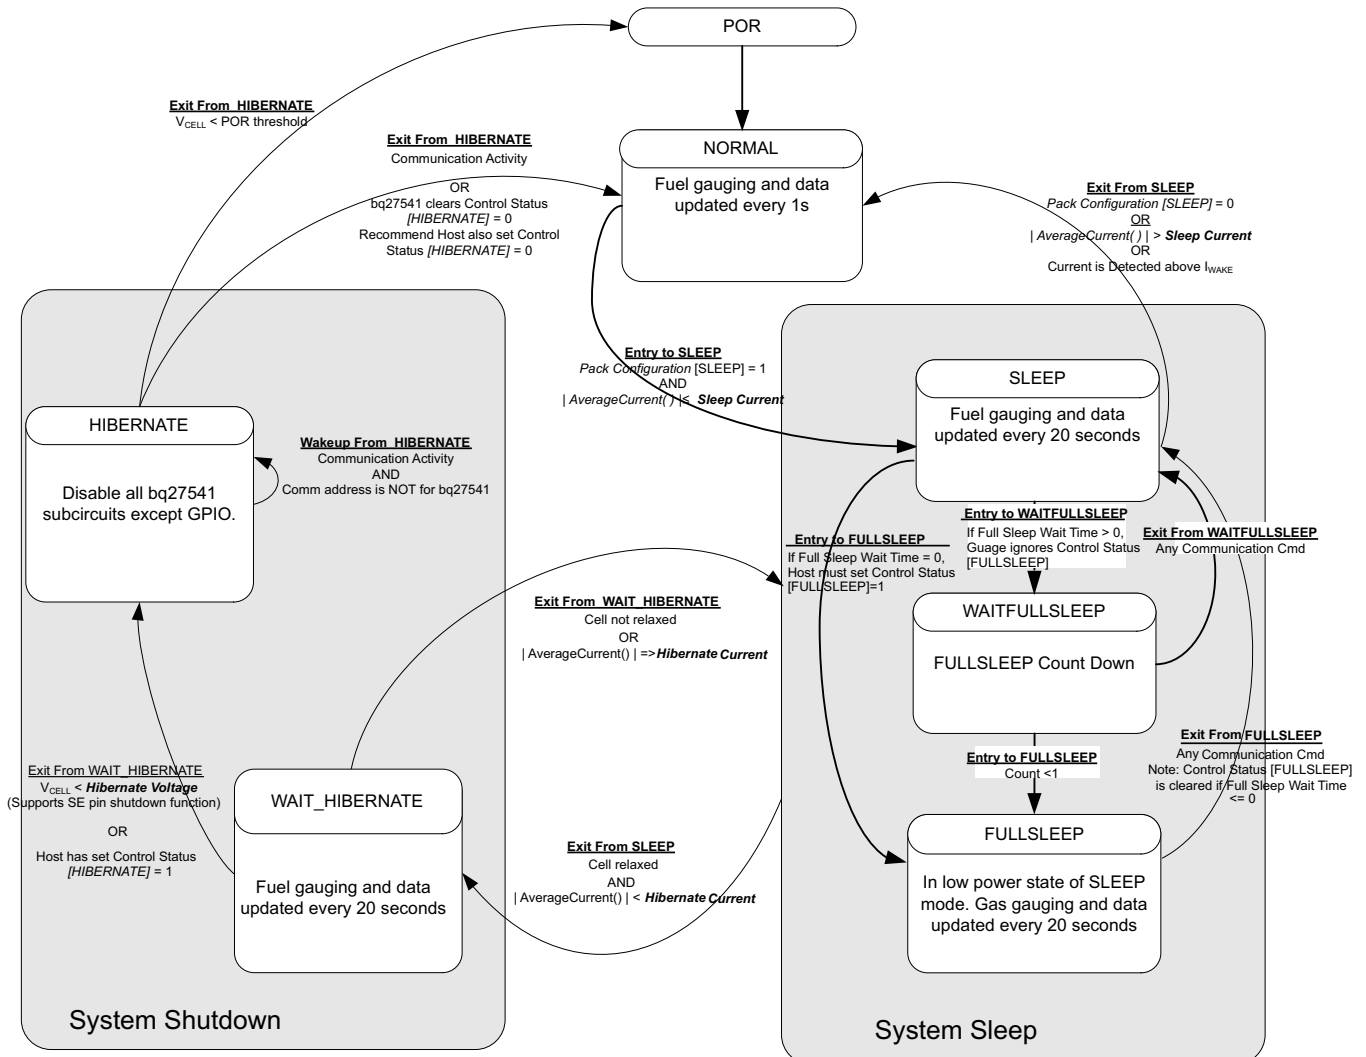 POR
Exit From HIBERNATE
VCELL < POR threshold
Exit From HIBERNATE
Communication Activity
OR
bq27541 clears Control Status
[HIBERNATE] = 0
Recommend Host also set Control
Status [HIBERNATE] = 0
NORMAL
Fuel gauging and data
updated every 1s
Exit From SLEEP
Pack Configuration [SLEEP] = 0
OR
| AverageCurrent( ) | > Sleep Current
OR
Current is Detected above IWAKE
Entry to SLEEP
Pack Configuration [SLEEP] = 1
AND
| AverageCurrent( ) |≤ Sleep Current
SLEEP
Fuel gauging and data
updated every 20 seconds
HIBERNATE
Disable all bq27541
subcircuits except GPIO.
Wakeup From HIBERNATE
Communication Activity
AND
Comm address is NOT for bq27541
Entry to FULLSLEEP
If Full Sleep Wait Time = 0,
Host must set Control Status
[FULLSLEEP]=1
Entry to WAITFULLSLEEP
If Full Sleep Wait Time > 0,
Guage ignores Control Status
[FULLSLEEP]
Exit From WAITFULLSLEEP
Any Communication Cmd
WAITFULLSLEEP
FULLSLEEP Count Down
Exit From WAIT_HIBERNATE
Cell not relaxed
OR
| AverageCurrent() | =>Hibernate Current
Entry to FULLSLEEP
Count <1
Exit From FULLSLEEP
Any Communication Cmd
Note: Control Status [FULLSLEEP]
is cleared if Full Sleep Wait Time
<= 0
Exit From WAIT_HIBERNATE
VCELL < Hibernate Voltage
(Supports SE pin shutdown function)
OR
Host has set Control Status
[HIBERNATE] = 1
WAIT_HIBERNATE
Fuel gauging and data
updated every 20 seconds
Exit From SLEEP
Cell relaxed
AND
| AverageCurrent() | < Hibernate Current
FULLSLEEP
In low power state of SLEEP
mode. Gas gauging and data
updated every 20 seconds
System Shutdown
System Sleep